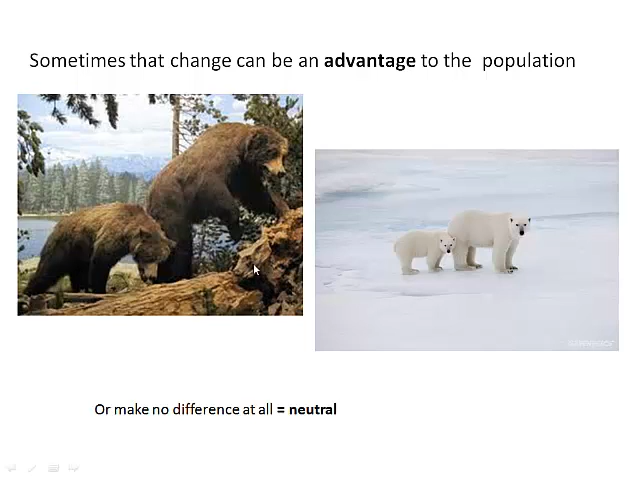 Sometimes that change can be an advantage to the population
Or make no difference at all = neutral